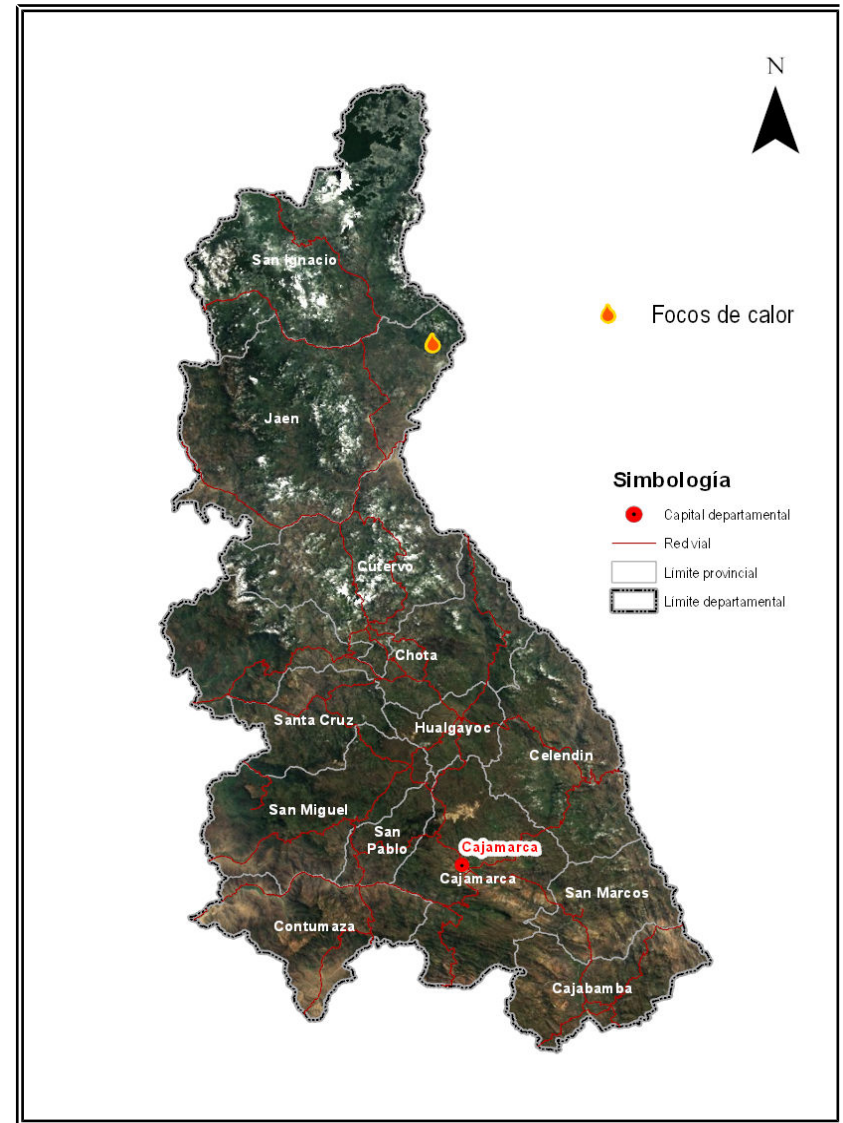 N
San Ignacio
Focos de calor
Jaen
Simbología
Capital departamental
Red vial
Límite provincial
Límite departamental
Cutervo
Chota
Santa Cruz
Hualgayoc
Celendin
San Miguel
San
Pablo
Cajamarca
Cajamarca
San Marcos
Contumaza
Cajabamba